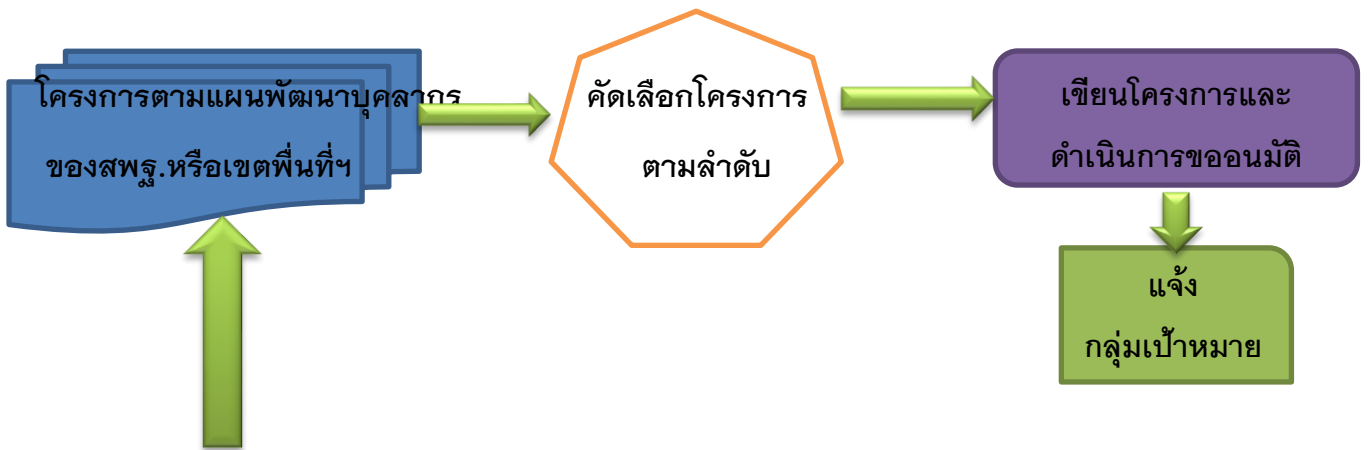 โครงการตามแผนพัฒนาบุคลากร
ของสพฐ.หรือเขตพื่นที่ฯ
คัดเลือกโครงการ
ตามลำดับ
เขียนโครงการและ
ดำเนินการขออนมัติ
แจ้ง
กลุ่มเป้าหมาย